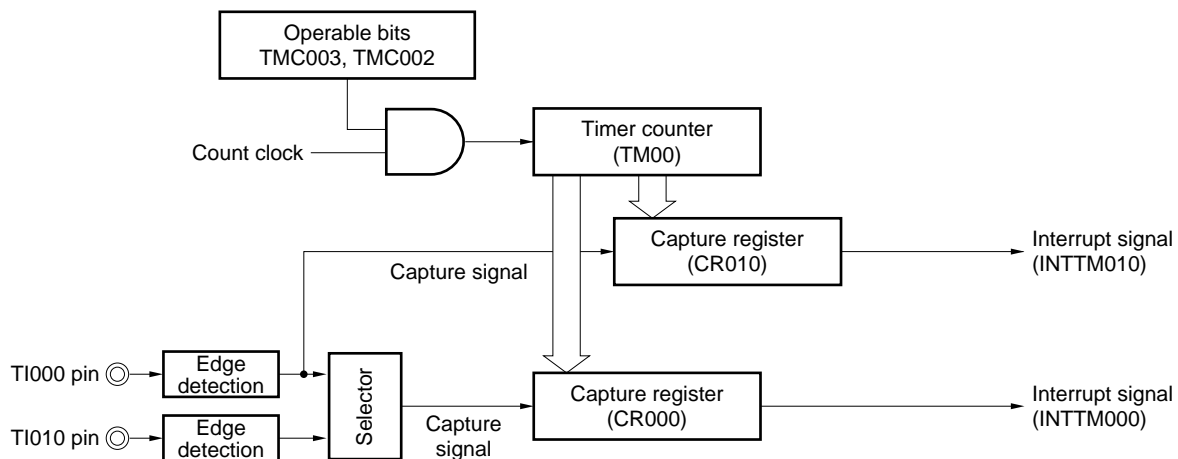 Operable bits
TMC003, TMC002
Count clock
Timer counter
(TM00)
Capture register
(CR010)
Interrupt signal
(INTTM010)
Capture signal
TI000 pin
Edge
detection
Selector
Capture register
(CR000)
Interrupt signal
(INTTM000)
TI010 pin
Edge
detection
Capture
signal